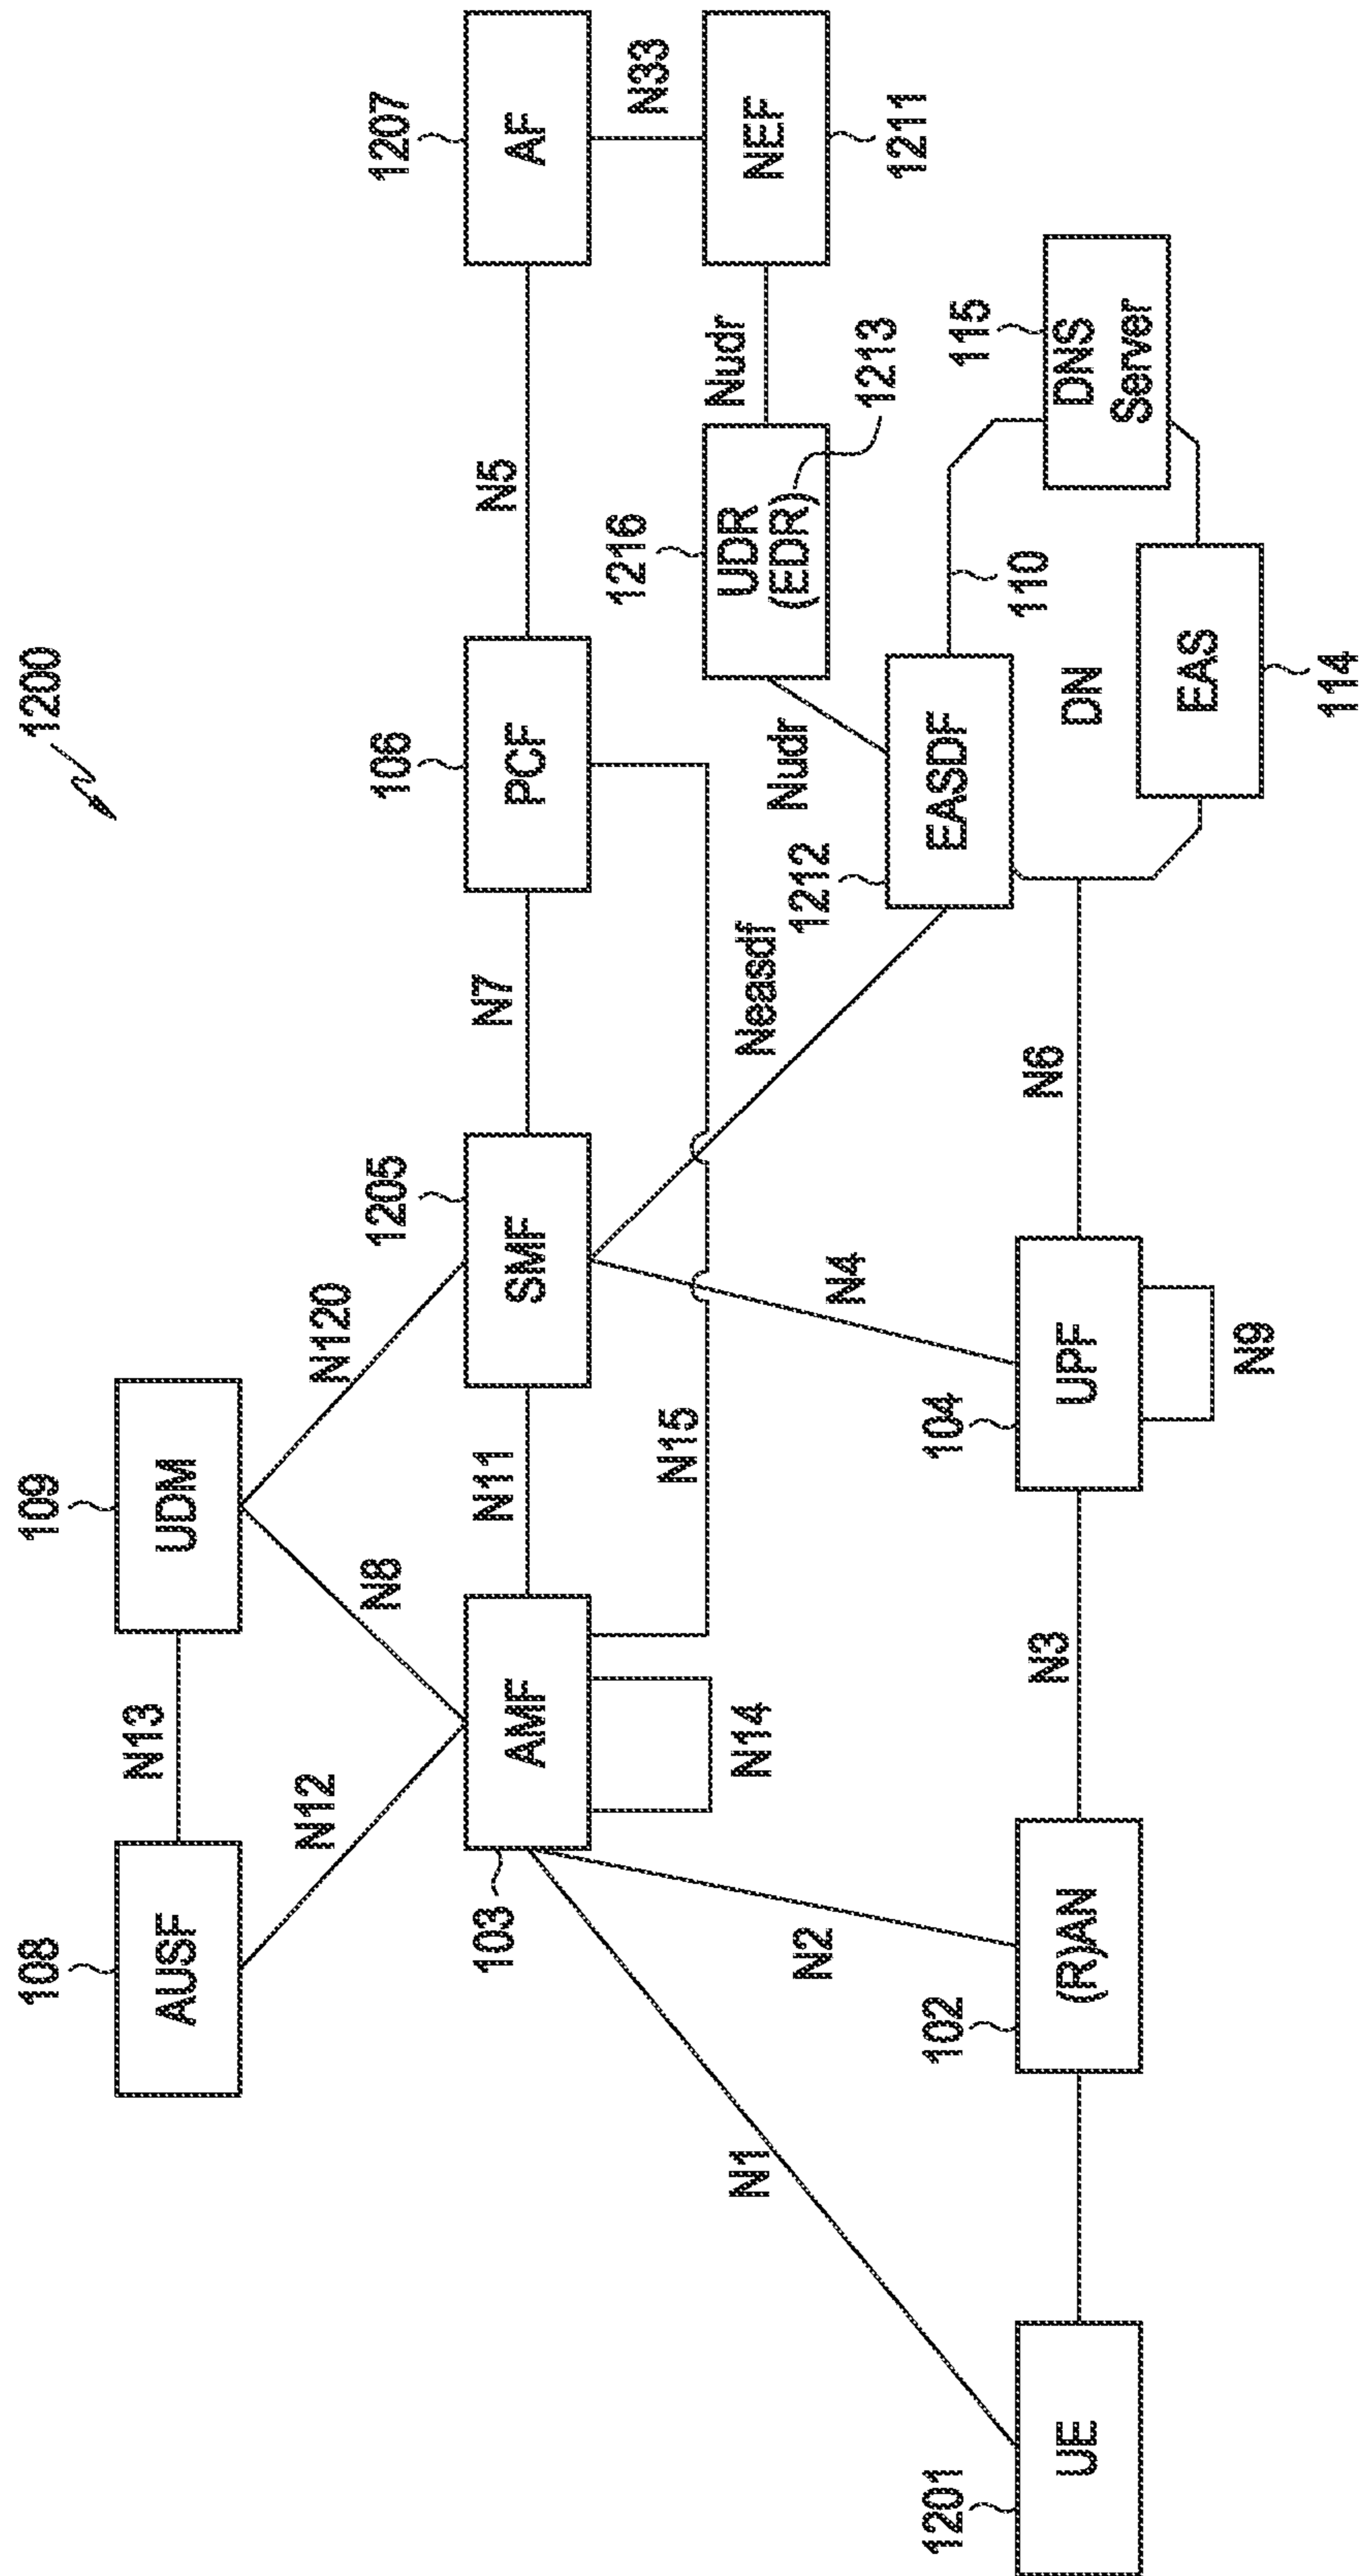 1200
108
AUSF
N13
109
UDM
N12
N8
N120
103
AMF
N11
1205
SMF
N7
106
PCF
N5
1207
AF
N14
N15
N33
N1
N2
N4
Neasdf
Nudr
1216
UDR
(EDR)
1213
Nudr
NEF
1211
1212
EASDF
110
115
DNS
Server
DN
1201
UE
102
(R)AN
N3
104
UPF
N6
N9
EAS
114